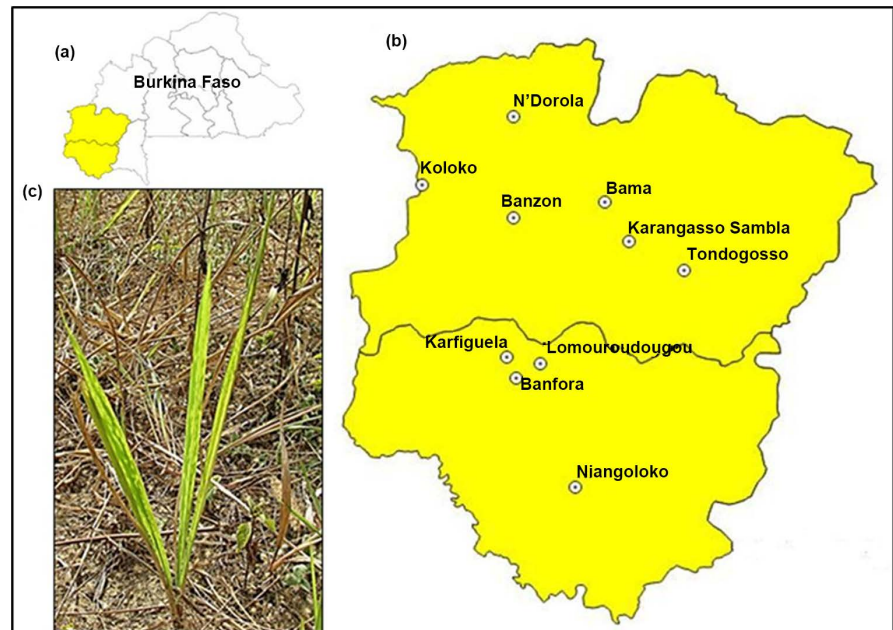 (a)
Burkina Faso
(b)
N'Dorola
Koloko
Bama
Banzon
Karangasso Sambla
Tondogosso
Karfiguela
Lomouroudougou
Banfora
Niangoloko
(c)